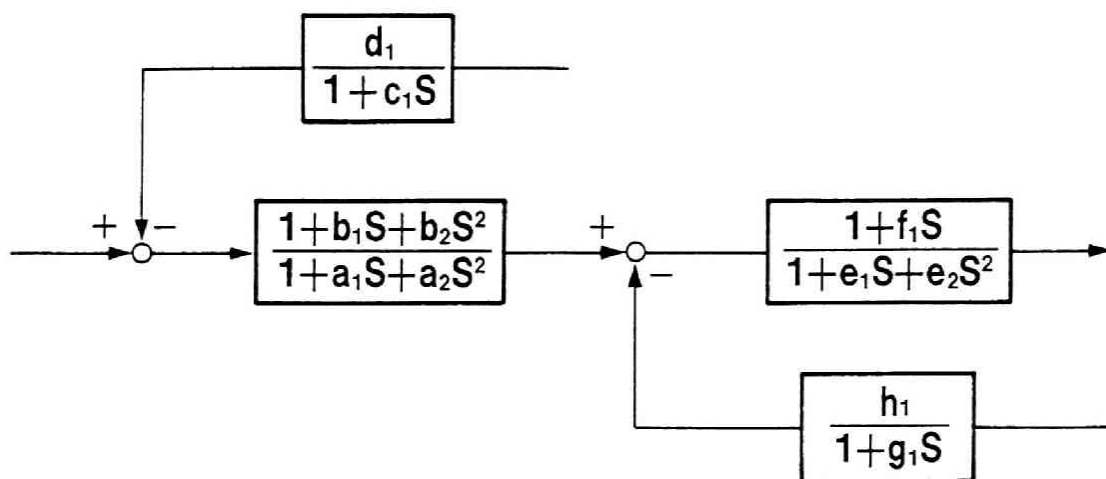 d₁
1+c₁S
+
−
1+b₁S+b₂S²
1+a₁S+a₂S²
+
−
1+f₁S
1+e₁S+e₂S²
h₁
1+g₁S